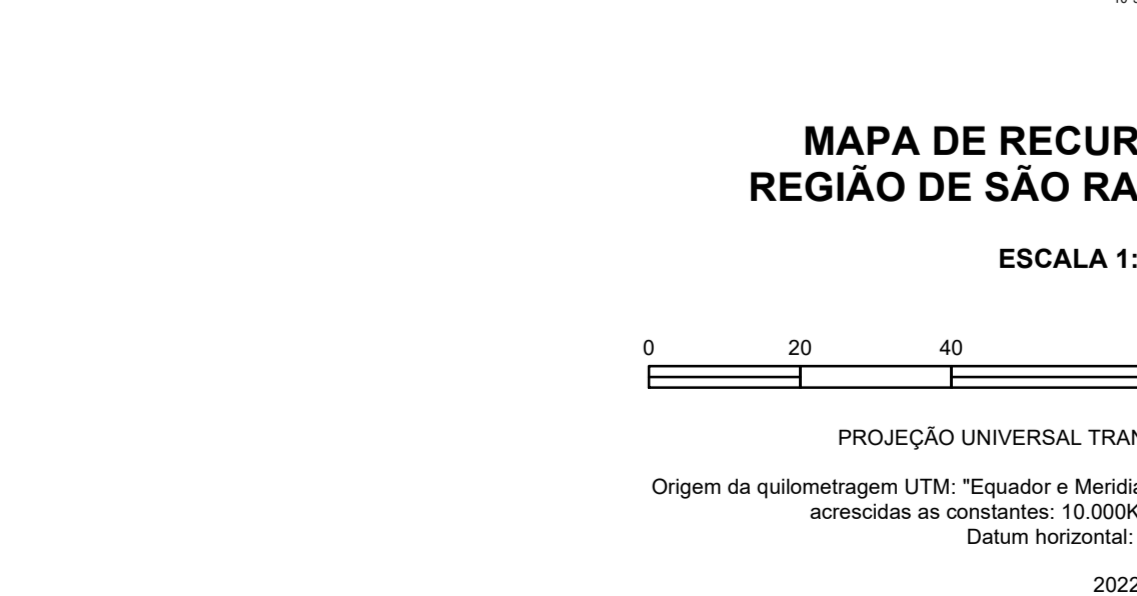 MAPA DE RECUR
REGIÃO DE SÃO RA
ESCALA 1:
0 20 40
PROJEÇÃO UNIVERSAL TRAN
Origem da quilometragem UTM: "Equador e Meridia
acrescidas as constantes: 10.000K
Datum horizontal:
2022